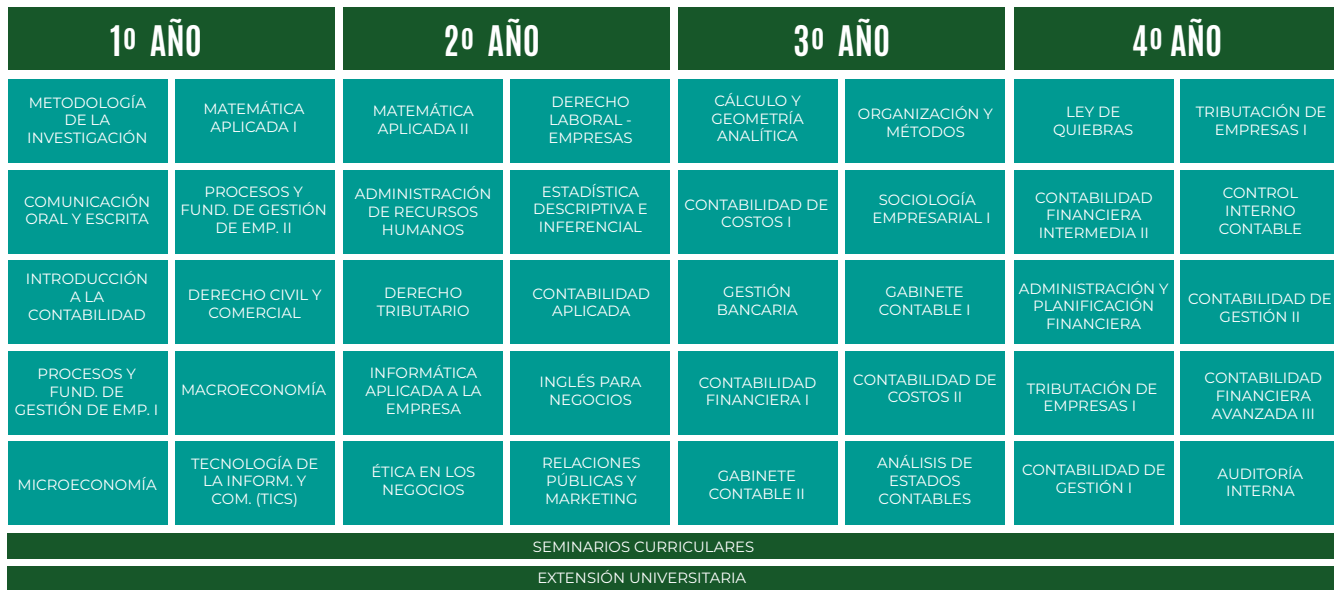 1º AÑO
2º AÑO
3º AÑO
4º AÑO
METODOLOGÍA
DE LA
INVESTIGACIÓN
MATEMÁTICA
APLICADA I
MATEMÁTICA
APLICADA II
DERECHO
LABORAL -
EMPRESAS
CÁLCULO Y
GEOMETRÍA
ANALÍTICA
ORGANIZACIÓN Y
MÉTODOS
LEY DE
QUIEBRAS
TRIBUTACIÓN DE
EMPRESAS I
COMUNICACIÓN
ORAL Y ESCRITA
PROCESOS Y
FUND. DE GESTIÓN
DE EMP. II
ADMINISTRACIÓN
DE RECURSOS
HUMANOS
ESTADÍSTICA
DESCRIPTIVA E
INFERENCIAL
CONTABILIDAD DE
COSTOS I
SOCIOLOGÍA
EMPRESARIAL I
CONTABILIDAD
FINANCIERA
INTERMEDIA II
CONTROL
INTERNO
CONTABLE
INTRODUCCIÓN
A LA
CONTABILIDAD
DERECHO CIVIL Y
COMERCIAL
DERECHO
TRIBUTARIO
CONTABILIDAD
APLICADA
GESTIÓN
BANCARIA
GABINETE
CONTABLE I
ADMINISTRACIÓN Y
PLANIFICACIÓN
FINANCIERA
CONTABILIDAD DE
GESTIÓN II
PROCESOS Y
FUND. DE
GESTIÓN DE EMP. I
MACROECONOMÍA
INFORMÁTICA
APLICADA A LA
EMPRESA
INGLÉS PARA
NEGOCIOS
CONTABILIDAD
FINANCIERA I
CONTABILIDAD DE
COSTOS II
TRIBUTACIÓN DE
EMPRESAS I
CONTABILIDAD
FINANCIERA
AVANZADA III
MICROECONOMÍA
TECNOLOGÍA DE
LA INFORM. Y
COM. (TICS)
ÉTICA EN LOS
NEGOCIOS
RELACIONES
PÚBLICAS Y
MARKETING
GABINETE
CONTABLE II
ANÁLISIS DE
ESTADOS
CONTABLES
CONTABILIDAD DE
GESTIÓN I
AUDITORÍA
INTERNA
SEMINARIOS CURRICULARES
EXTENSIÓN UNIVERSITARIA